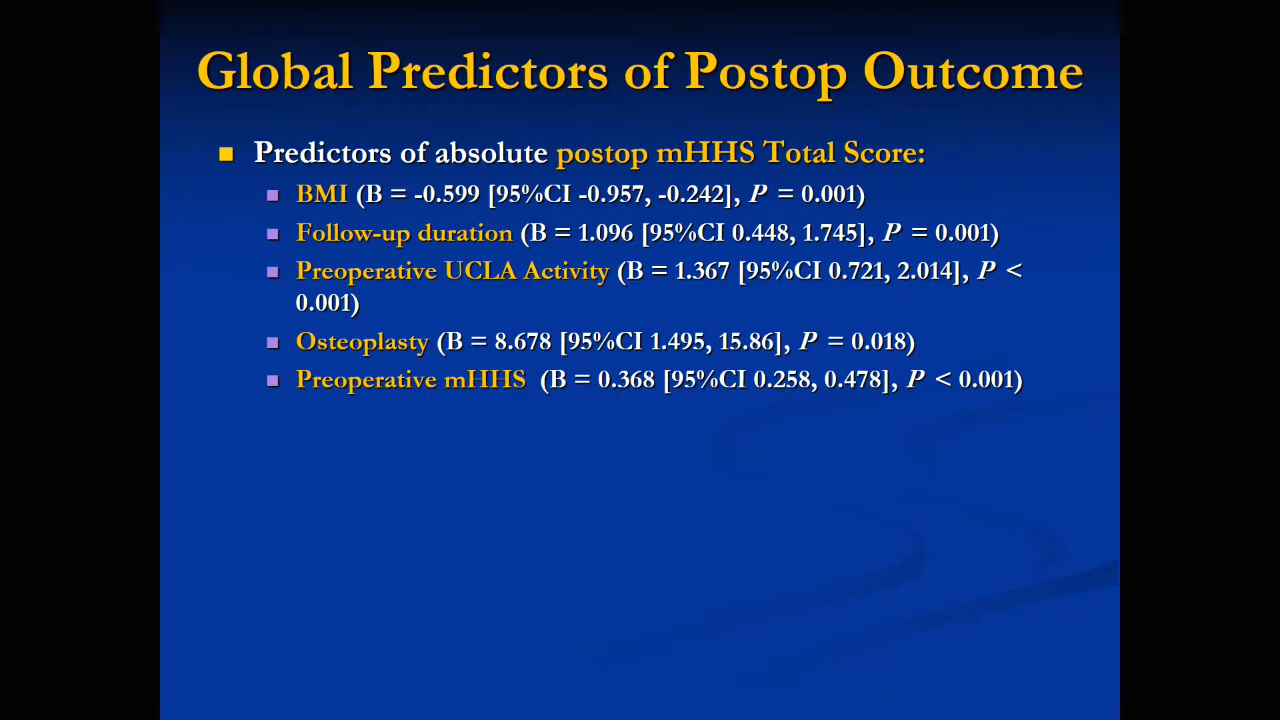 Global Predictors of Postop Outcome
Predictors of absolute postop mHHS Total Score:
BMI (B = -0.599 [95%CI -0.957, -0.242], P = 0.001)
Follow-up duration (B = 1.096 [95%CI 0.448, 1.745], P = 0.001)
Preoperative UCLA Activity (B = 1.367 [95%CI 0.721, 2.014], P <
0.001)
Osteoplasty (B = 8.678 [95%CI 1.495, 15.86], P = 0.018)
Preoperative mHHS (B = 0.368 [95%CI 0.258, 0.478], P < 0.001)